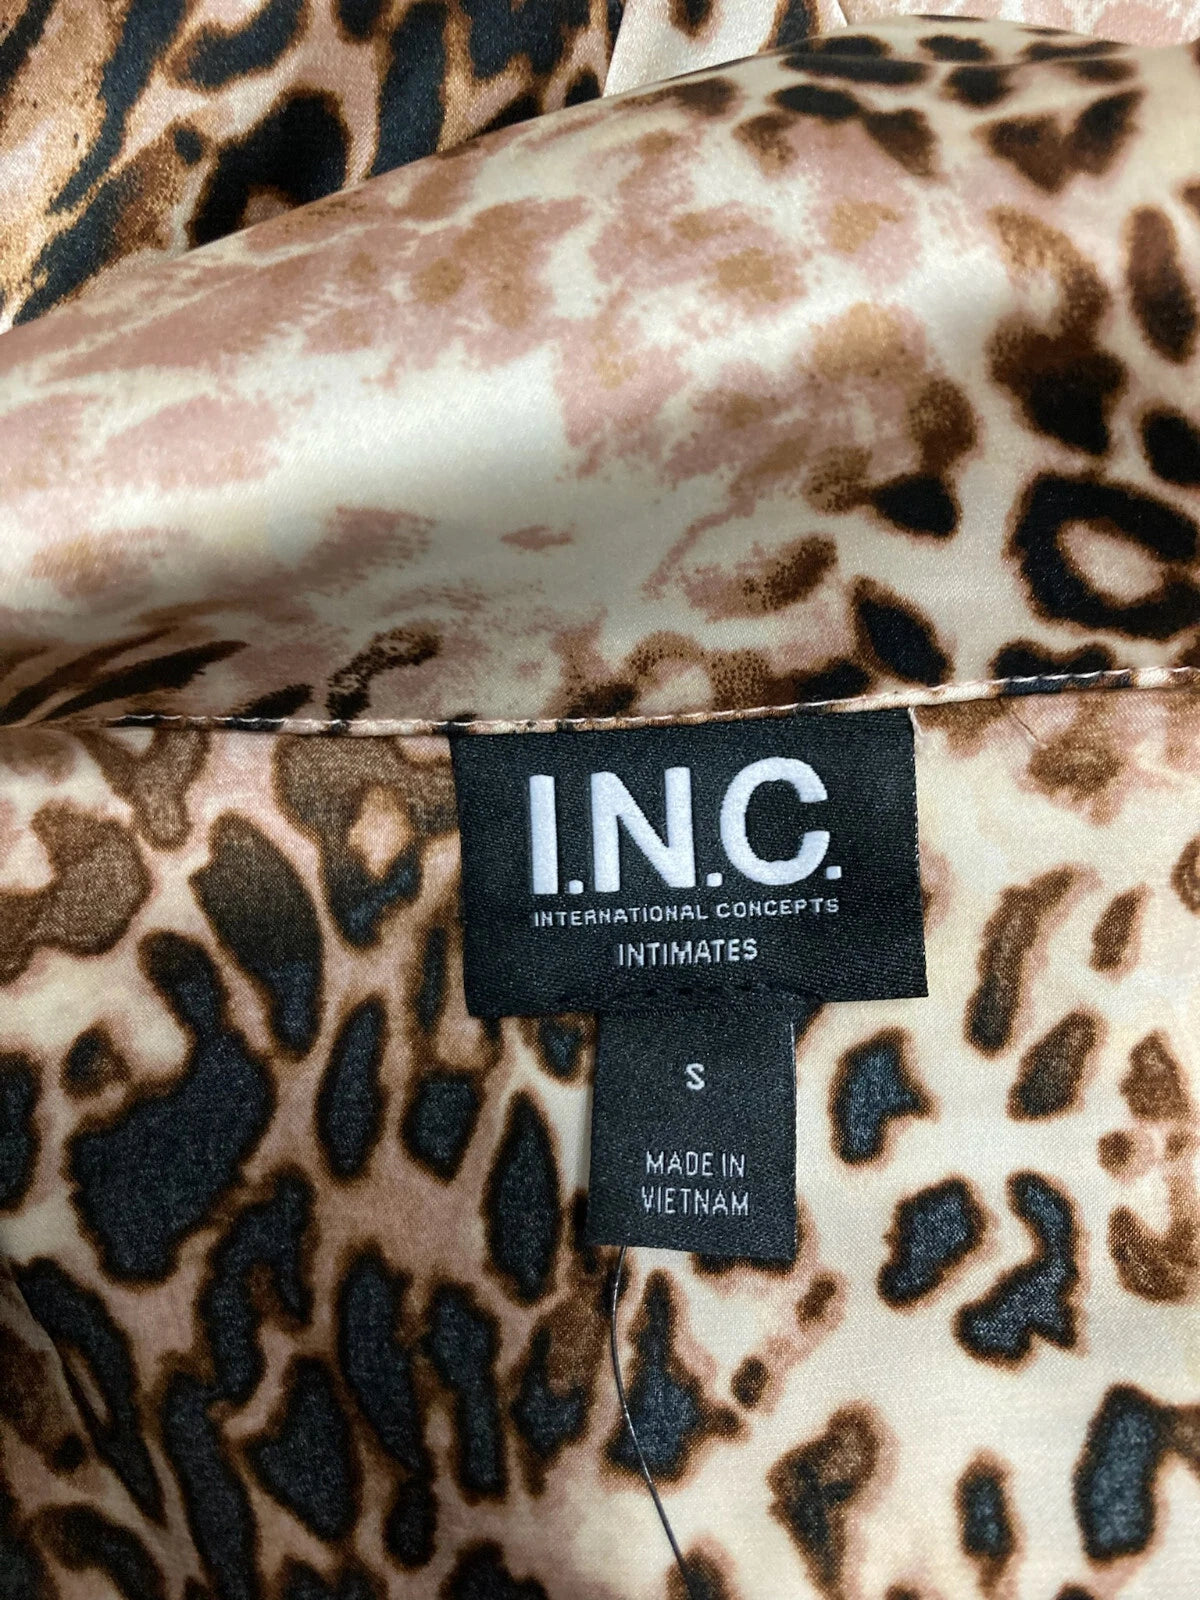 I.N.C.
INTERNATIONAL CONCEPTS
INTIMATES
S
MADE IN
VIETNAM